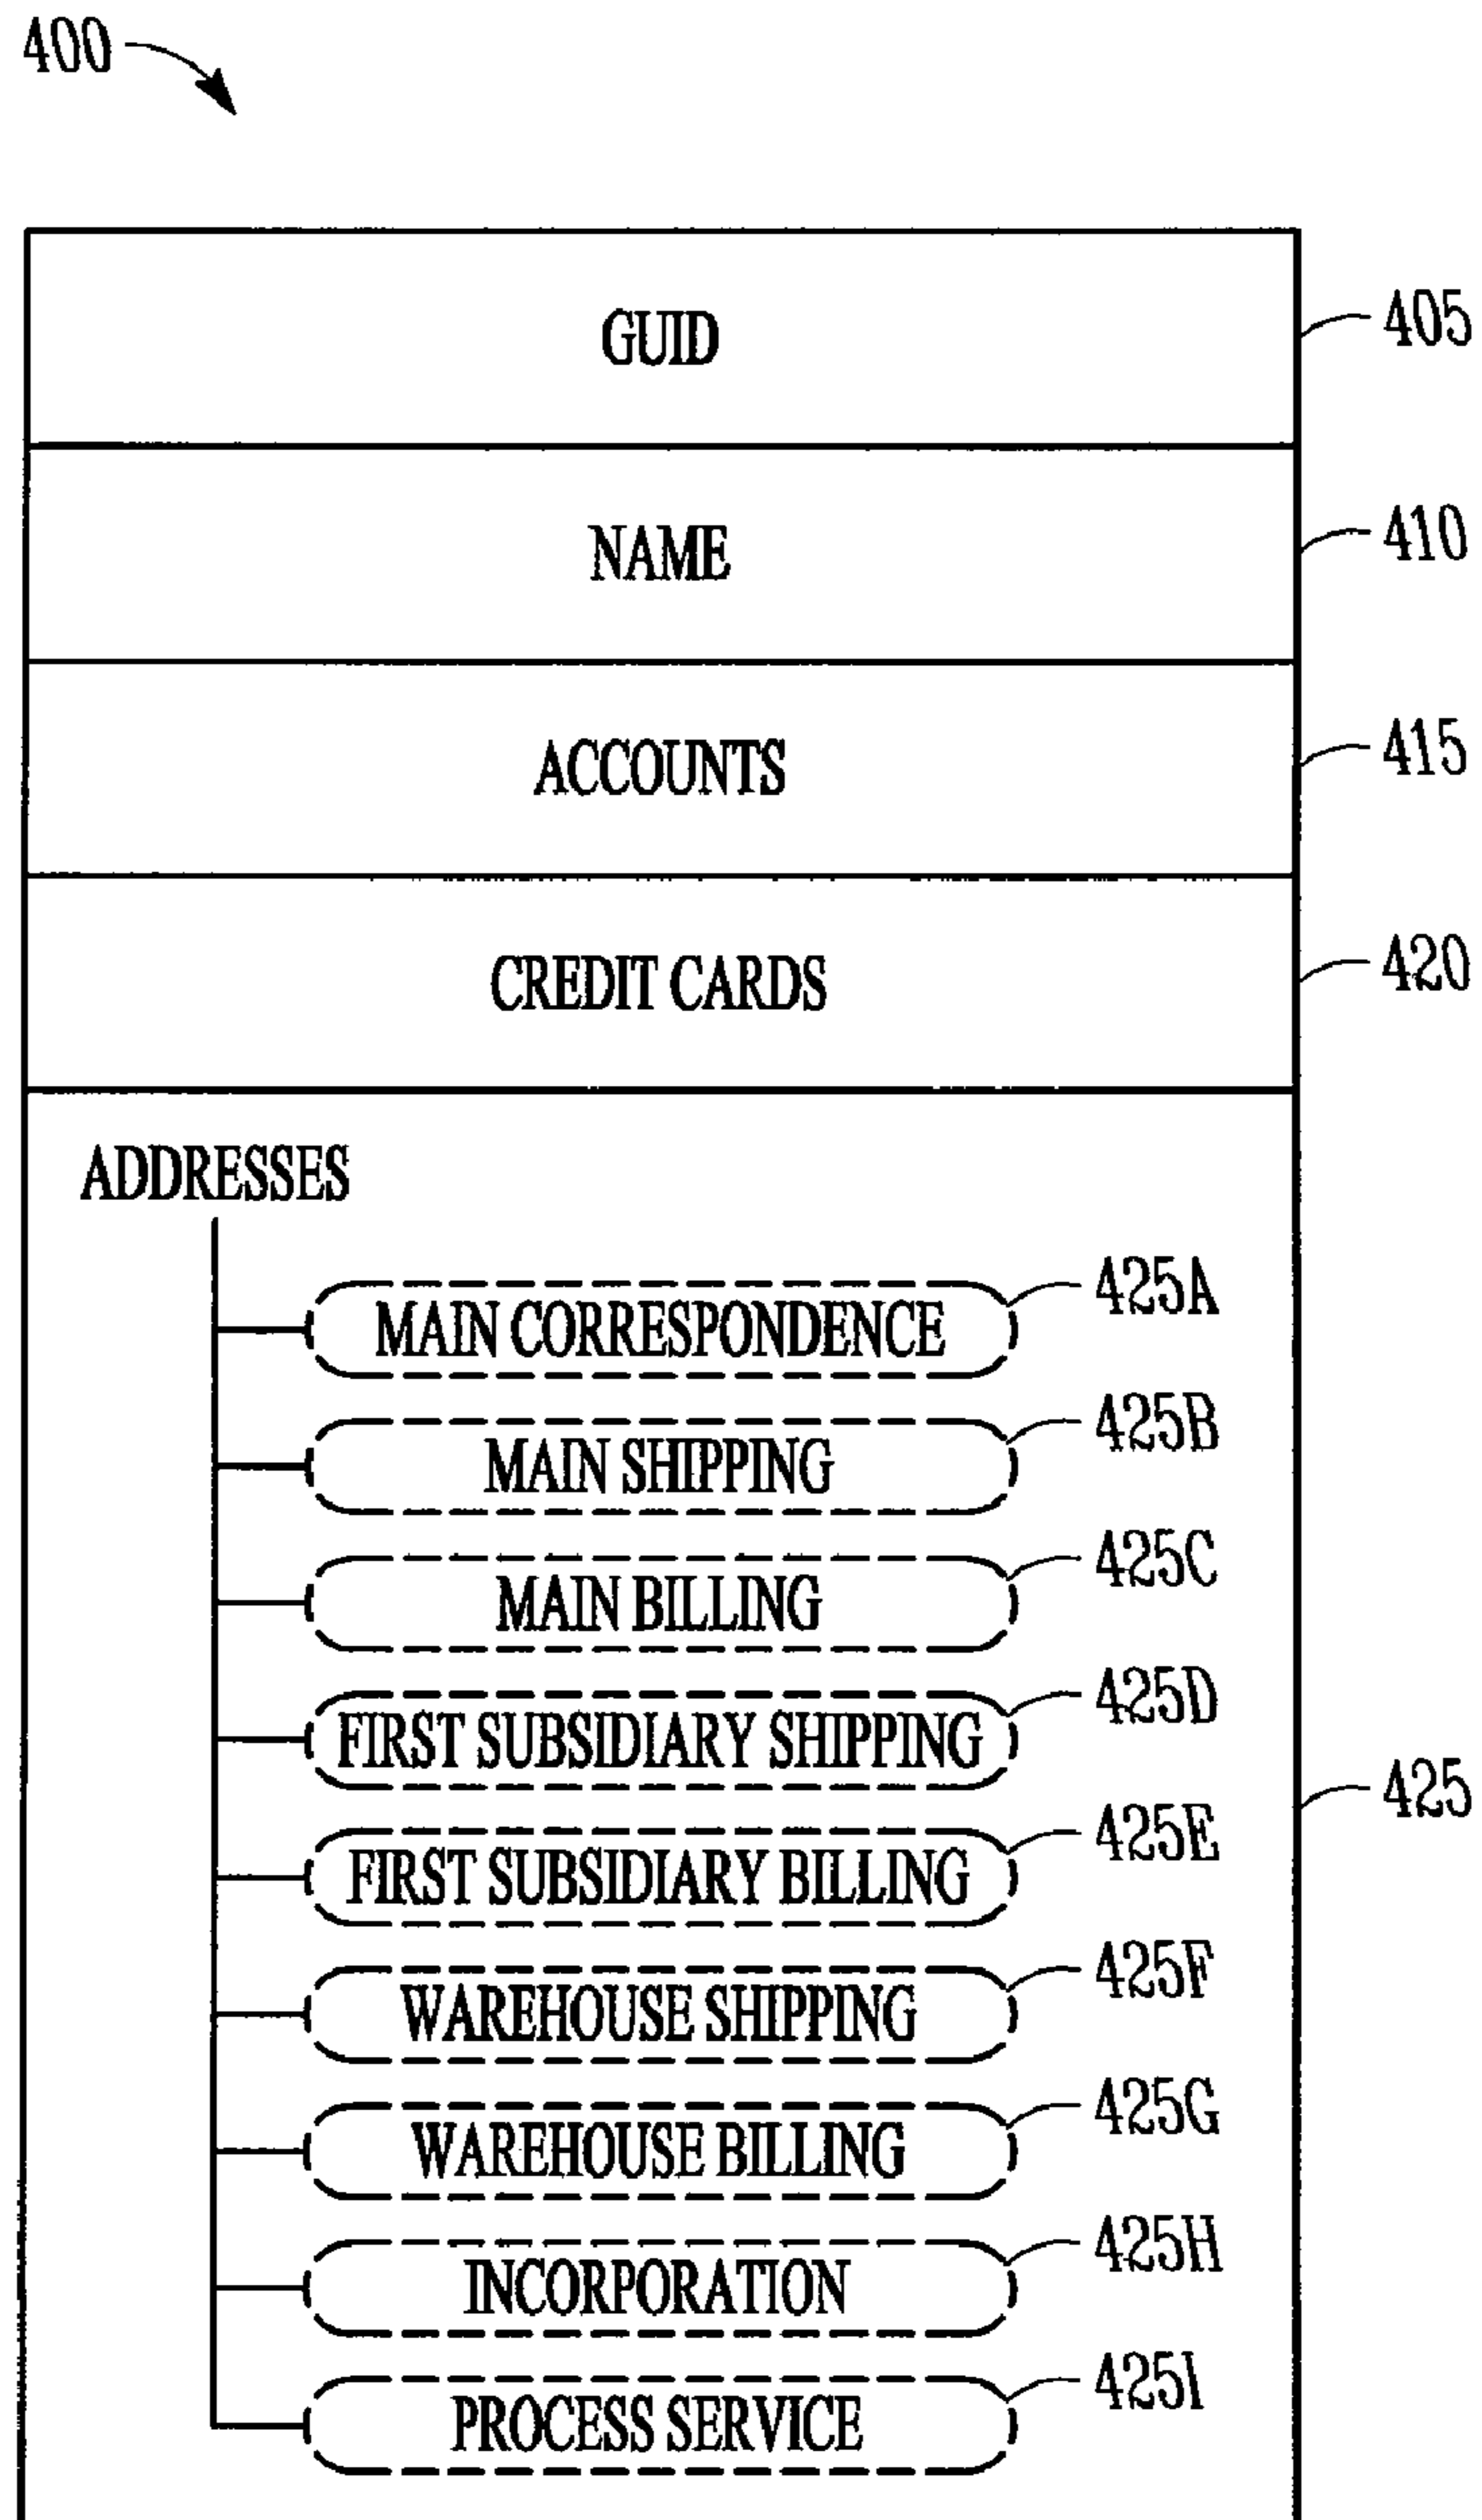 400
GUID 405
NAME 410
ACCOUNTS 415
CREDIT CARDS 420
ADDRESSES
MAIN CORRESPONDENCE 425A
MAIN SHIPPING 425B
MAIN BILLING 425C
FIRST SUBSIDIARY SHIPPING 425D
425
FIRST SUBSIDIARY BILLING 425E
WAREHOUSE SHIPPING 425F
WAREHOUSE BILLING 425G
INCORPORATION 425H
PROCESS SERVICE 425I